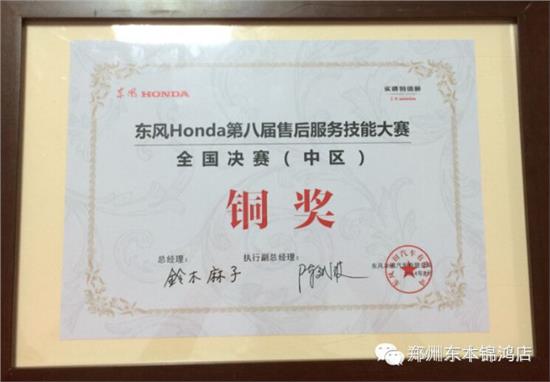 东风 HONDA
东风Honda第八届售后服务技能大赛
全国决赛（中区）
铜奖
总经理： 执行副总经理：
鈴木麻子
郑州东本锦鸿店